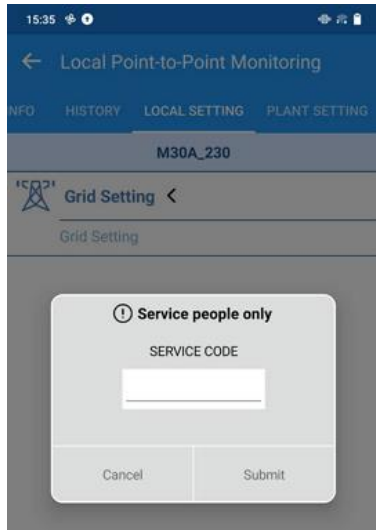 15:35
Local Point-to-Point Monitoring
NFO HISTORY LOCAL SETTING PLANT SETTING
M30A_230
Grid Setting
Grid Setting
Service people only
SERVICE CODE
Cancel Submit